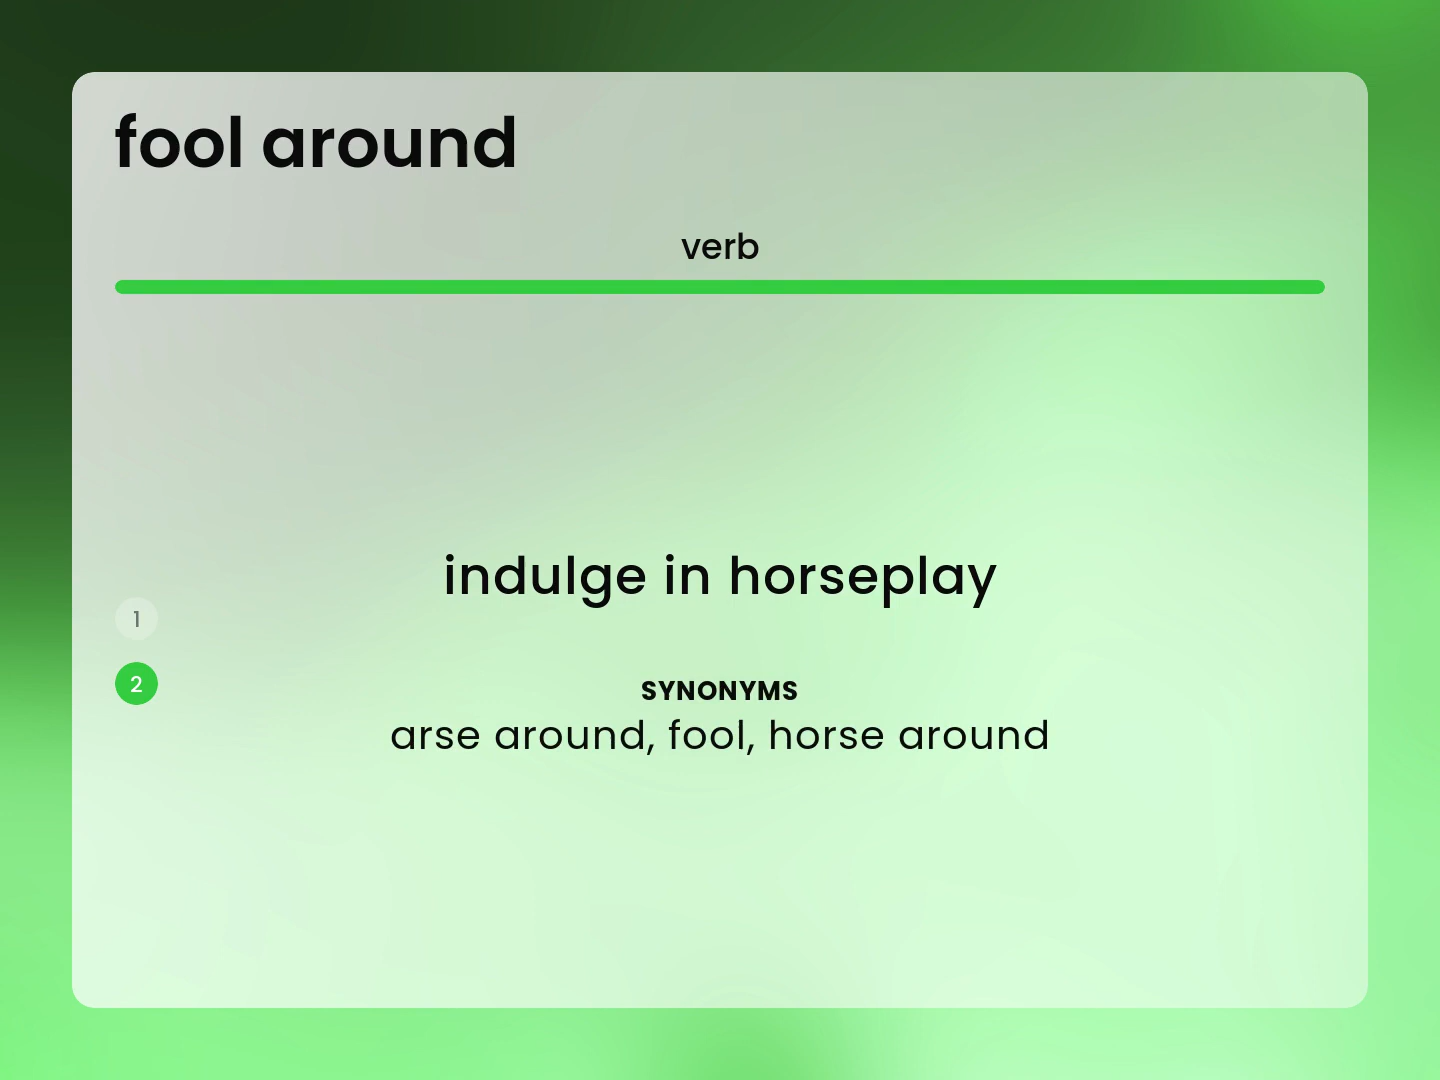 fool around
verb
indulge in horseplay
1
2
SYNONYMS
arse around, fool, horse around